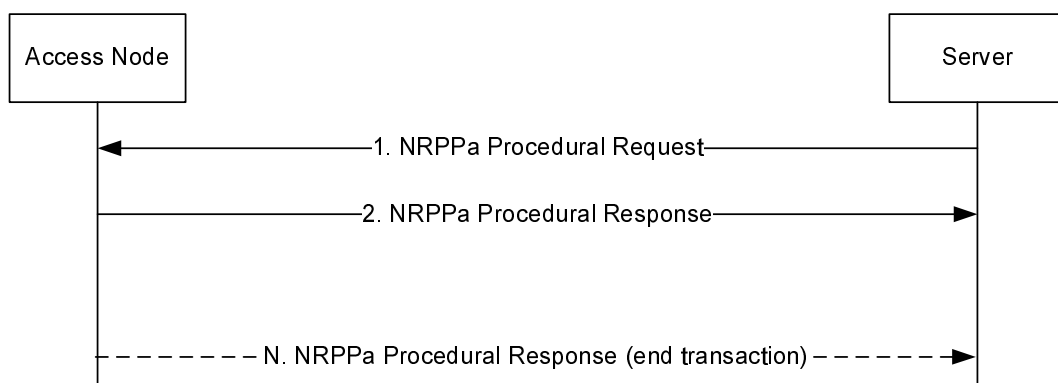 Access Node
Server
1. NRPPa Procedural Request
2. NRPPa Procedural Response
N. NRPPa Procedural Response (end transaction)